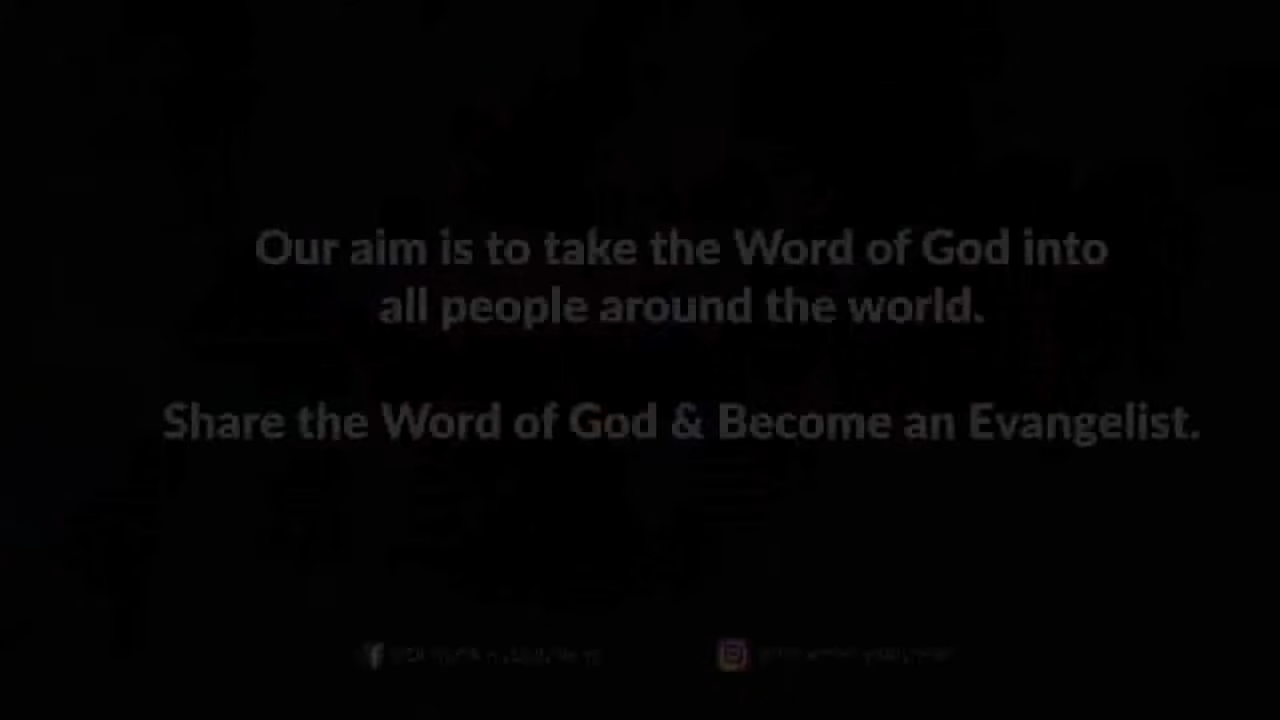 Our aim is to take the Word of God into
all people around the world.
Share the Word of God & Become an Evangelist.